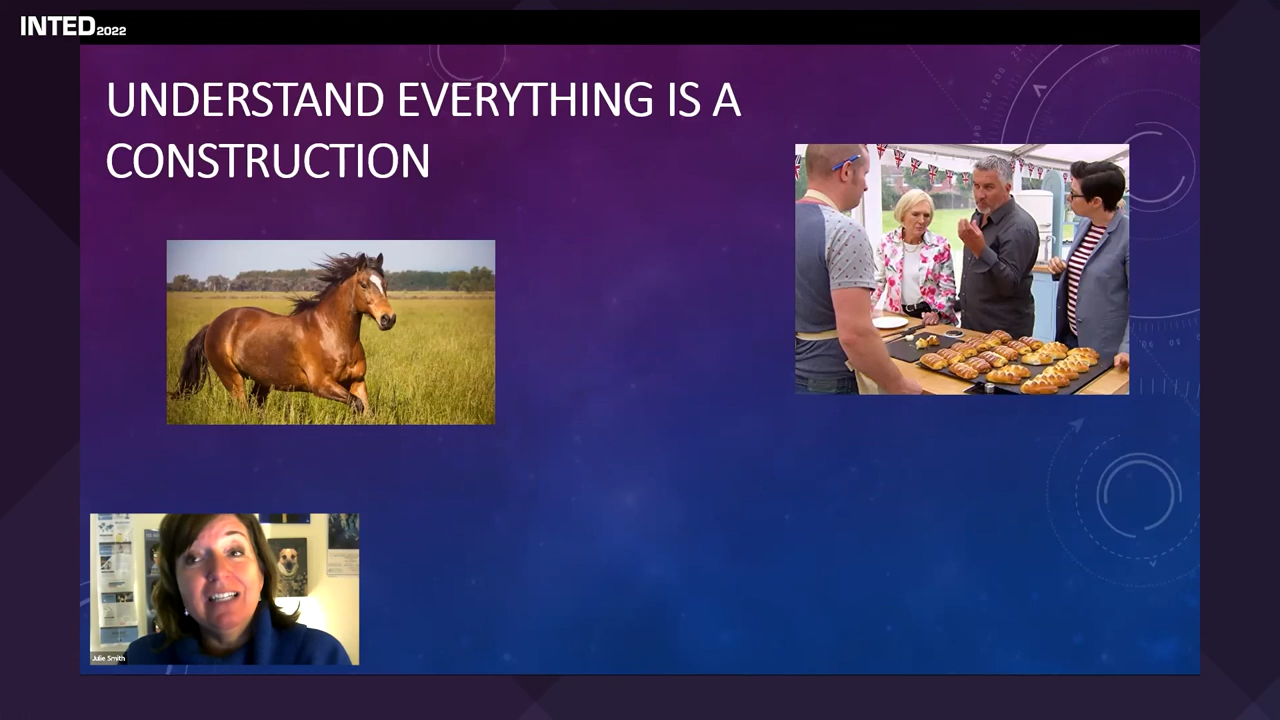 INTED2022
UNDERSTAND EVERYTHING IS A
CONSTRUCTION
Julie Smith